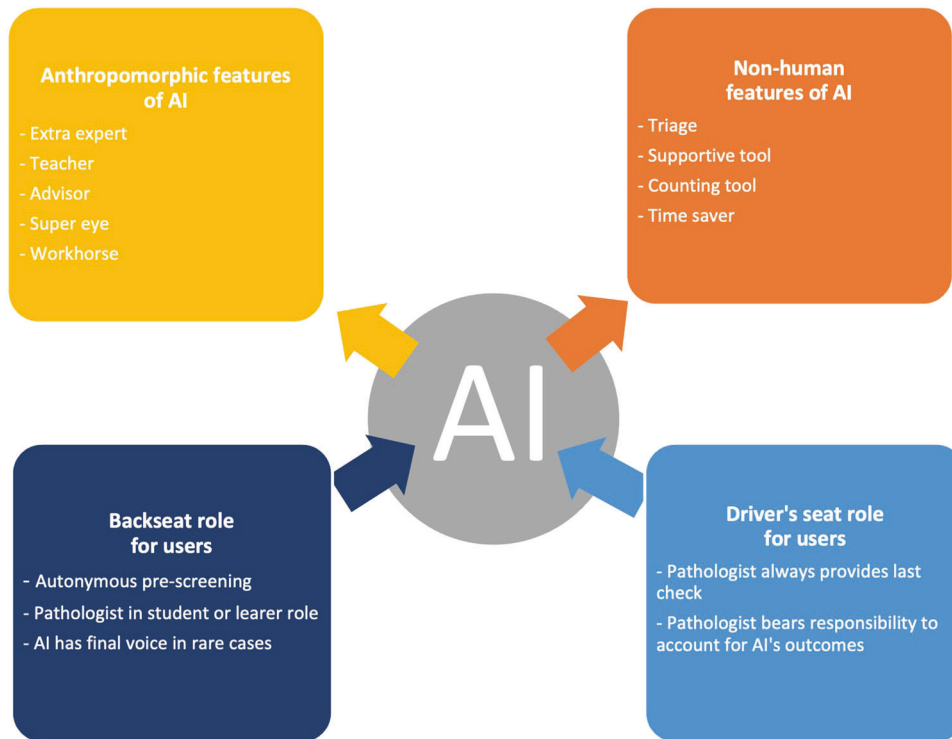 Anthropomorphic features
of AI
- Extra expert
- Teacher
- Advisor
- Super eye
- Workhorse
Non-human
features of AI
- Triage
- Supportive tool
- Counting tool
- Time saver
AI
Backseat role
for users
- Autonymous pre-screening
- Pathologist in student or learer role
- AI has final voice in rare cases
Driver's seat role
for users
- Pathologist always provides last
check
- Pathologist bears responsibility to
account for AI's outcomes